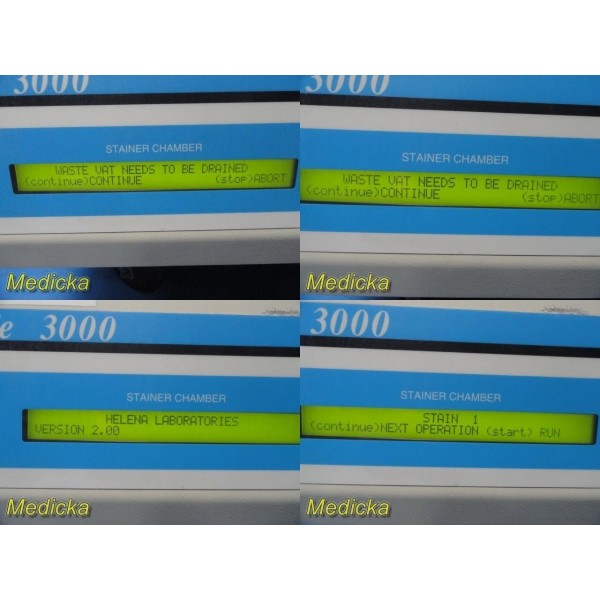 3000
STAINER CHAMBER
WASTE VAT NEEDS TO BE DRAINED
(continue)CONTINUE (stop)ABORT
Medicka
3000
STAINER CHAMBER
WASTE VAT NEEDS TO BE DRAINED
(continue)CONTINUE (stop)ABORT
Medicka
le 3000
STAINER CHAMBER
HELENA LABORATORIES
VERSION 2.00
Medicka
3000
STAINER CHAMBER
STAIN 1
(continue)NEXT OPERATION (start) RUN
Medicka